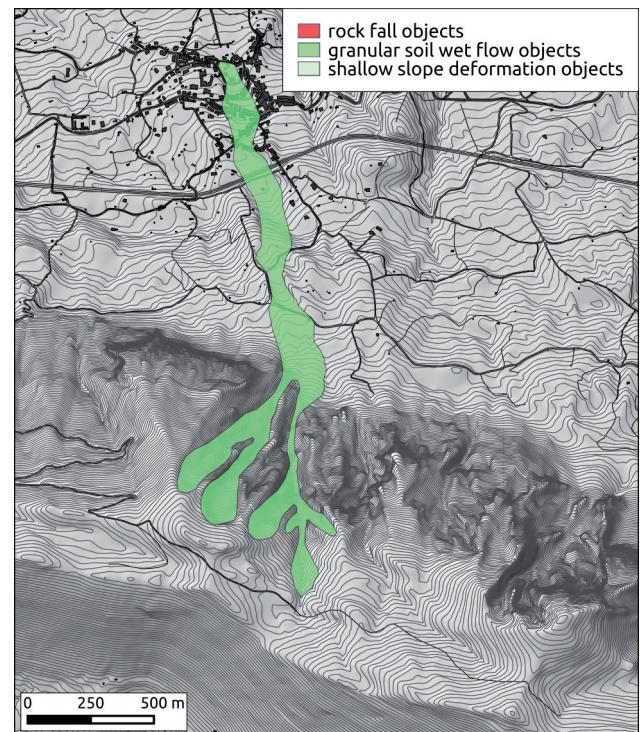 rock fall objects
granular soil wet flow objects
shallow slope deformation objects
0 250 500 m